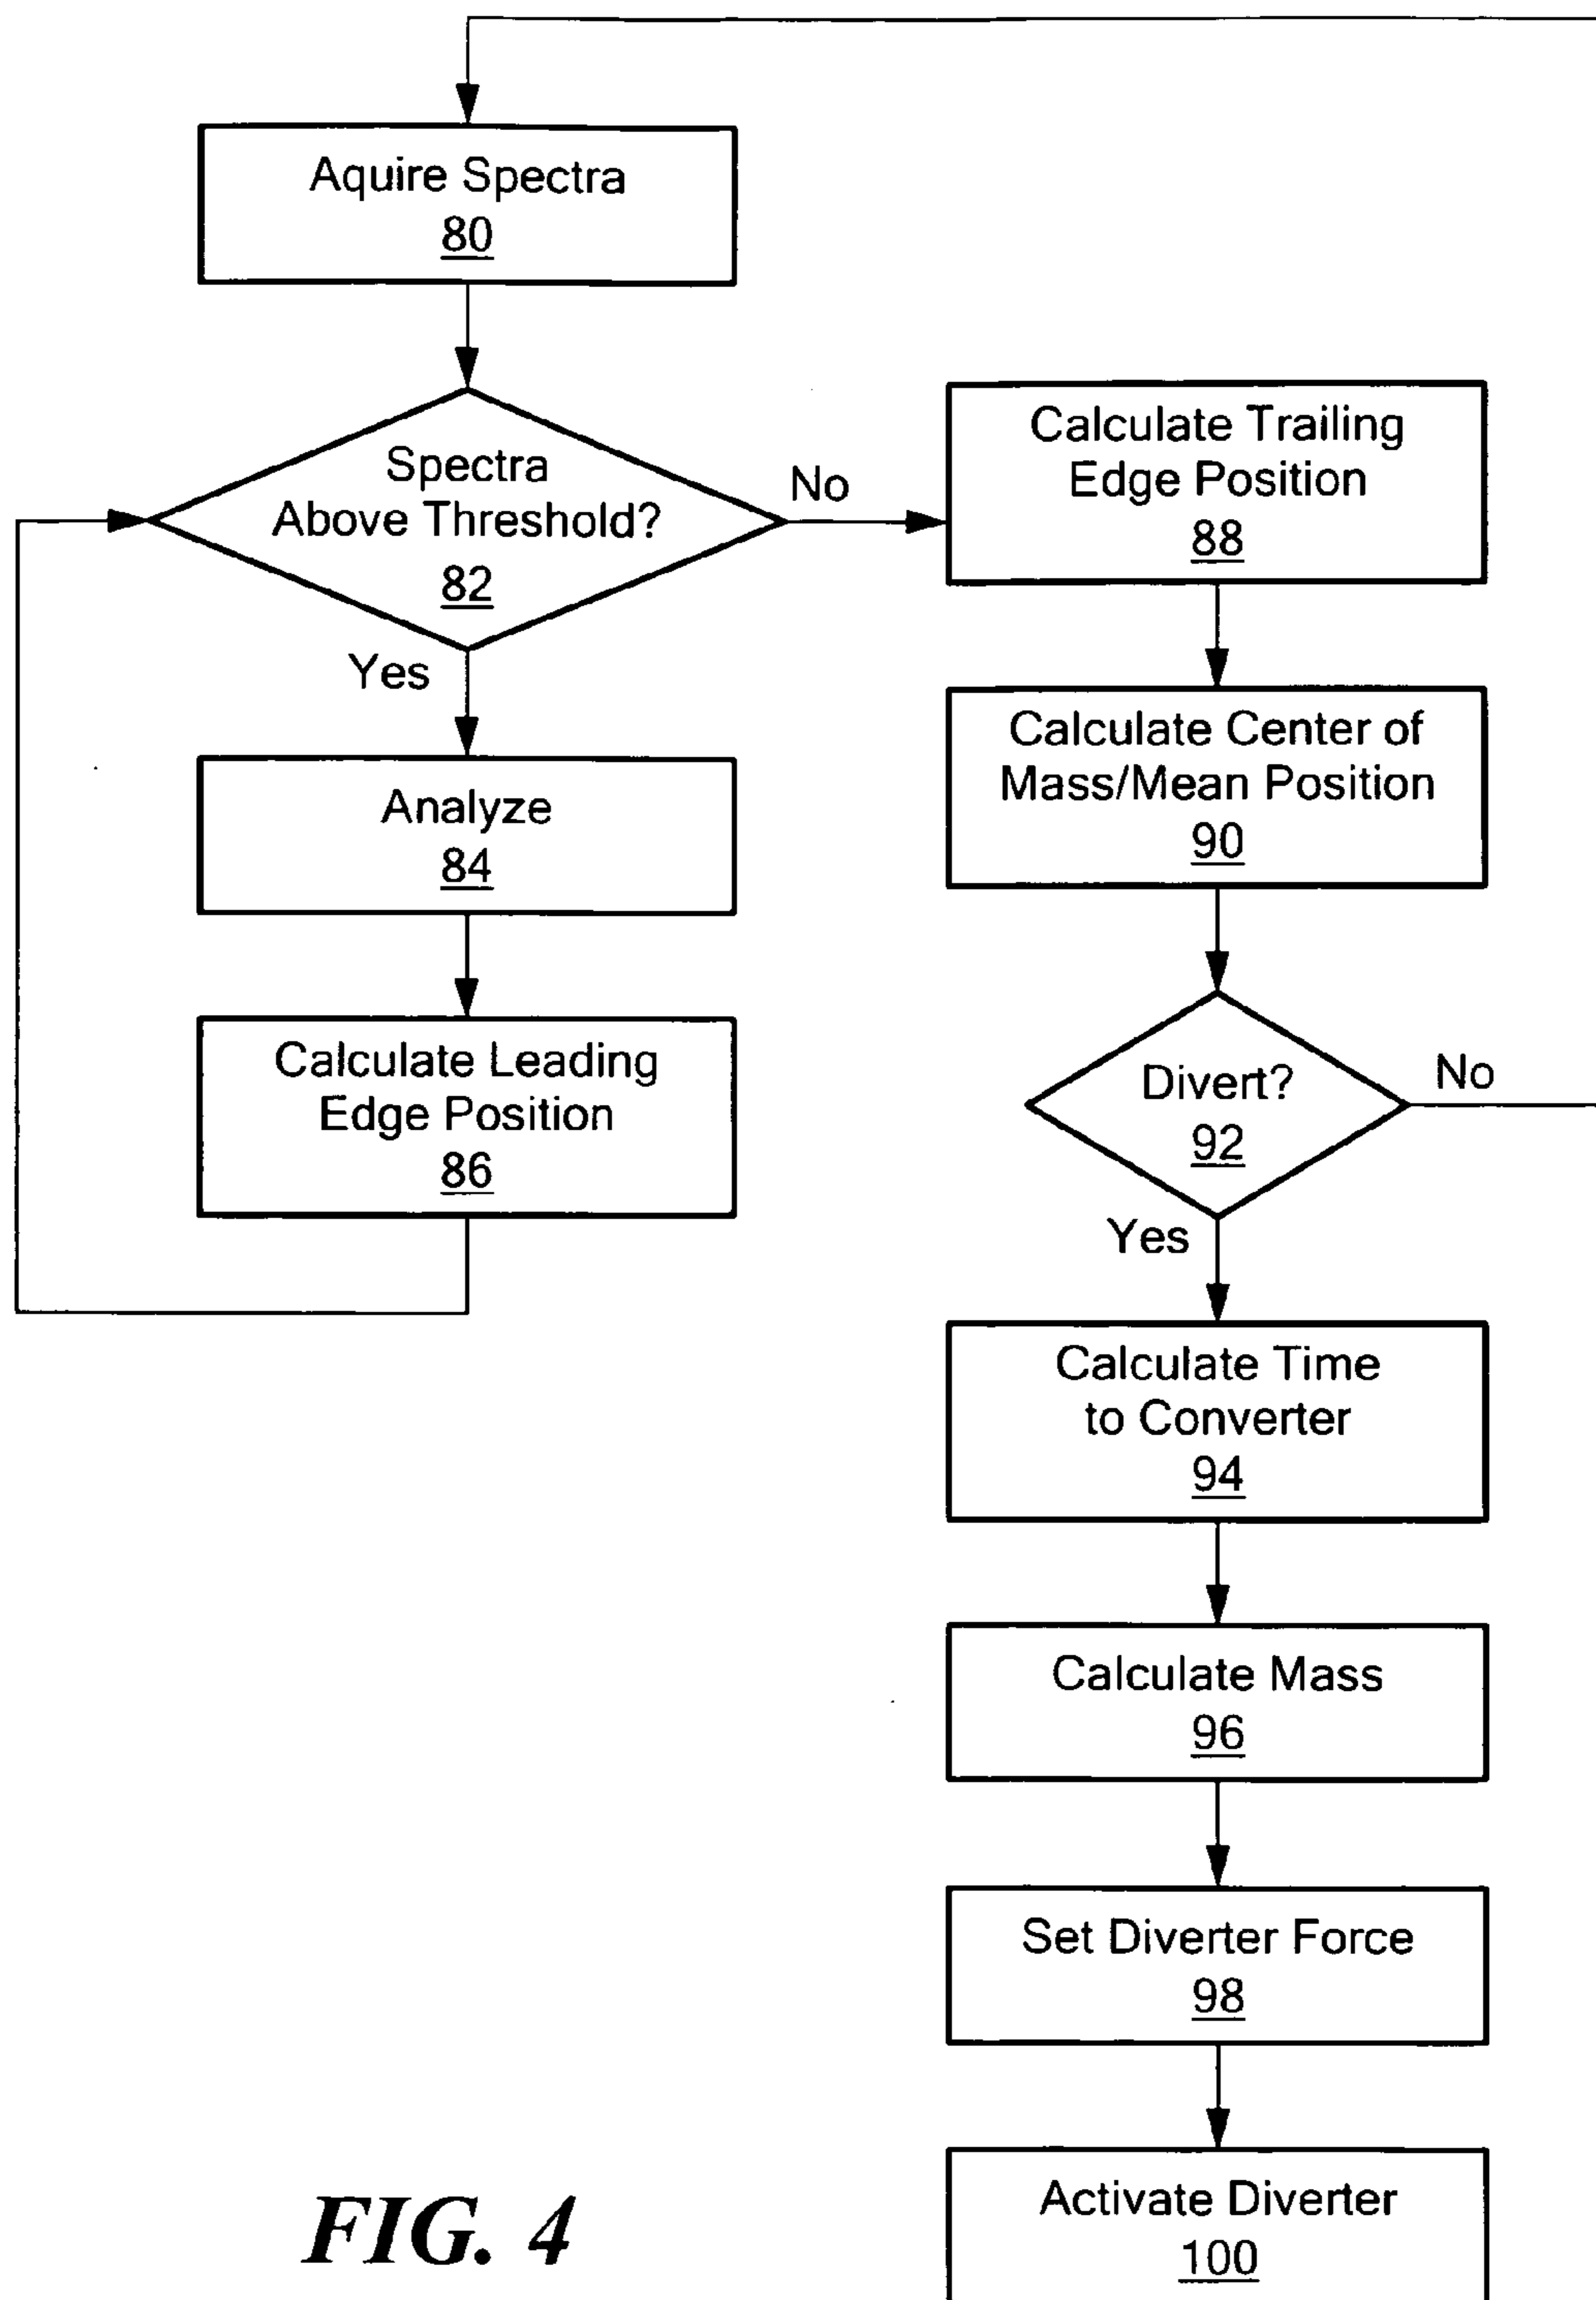 Aquire Spectra
80
Spectra
Above Threshold?
82
No
Yes
Analyze
84
Calculate Leading
Edge Position
86
Calculate Trailing
Edge Position
88
Calculate Center of
Mass/Mean Position
90
Divert?
92
No
Yes
Calculate Time
to Converter
94
Calculate Mass
96
Set Diverter Force
98
Activate Diverter
100
FIG. 4